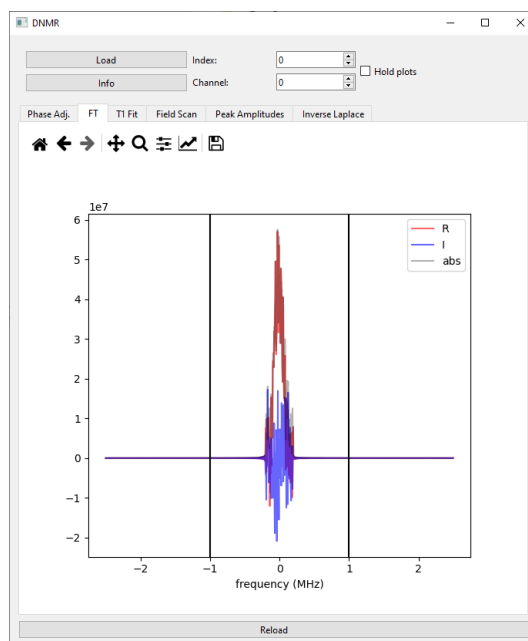 DNMR
Load Index: 0
Hold plots
Info Channel: 0
Phase Adj. FT T1 Fit Field Scan Peak Amplitudes Inverse Laplace
1e7
6
R
I
abs
5
4
3
2
1
0
−1
−2
−2 −1 0 1 2
frequency (MHz)
Reload